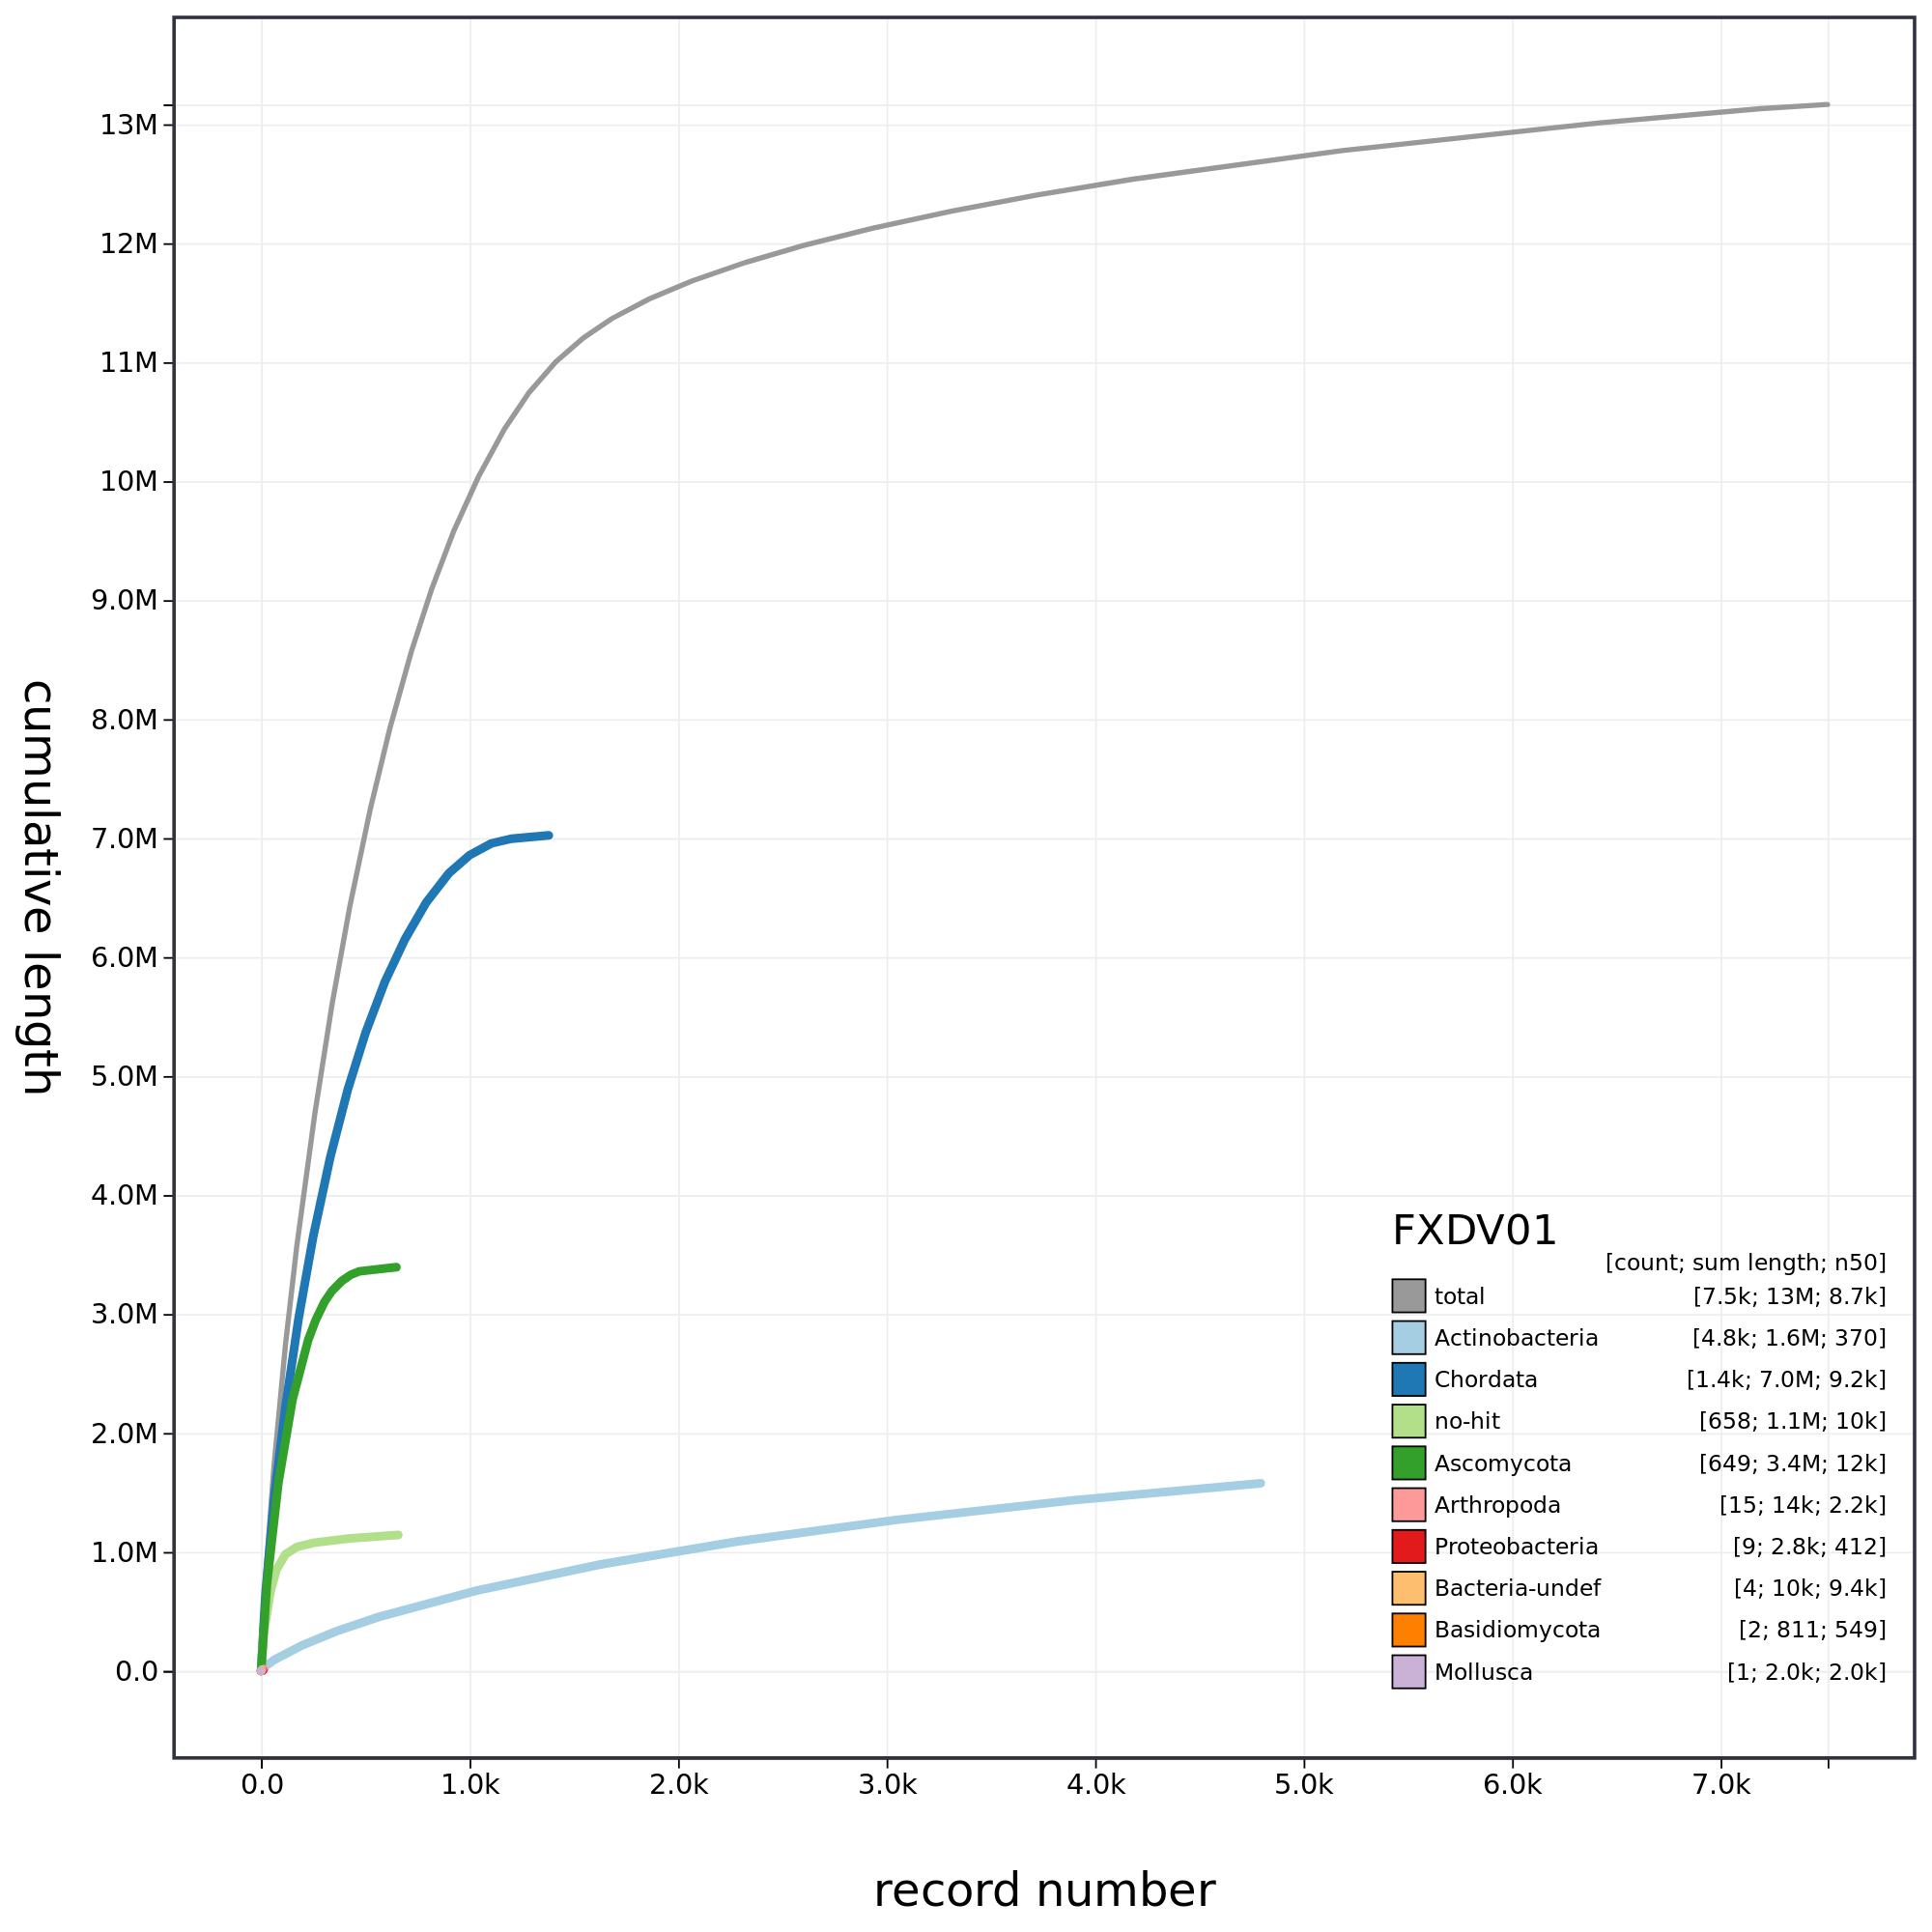 13M
12M
11M
10M
9.0M
8.0M
7.0M
6.0M
5.0M
4.0M
3.0M
2.0M
1.0M
0.0
cumulative length
FXDV01
[count; sum length; n50]
total [7.5k; 13M; 8.7k]
Actinobacteria [4.8k; 1.6M; 370]
Chordata [1.4k; 7.0M; 9.2k]
no-hit [658; 1.1M; 10k]
Ascomycota [649; 3.4M; 12k]
Arthropoda [15; 14k; 2.2k]
Proteobacteria [9; 2.8k; 412]
Bacteria-undef [4; 10k; 9.4k]
Basidiomycota [2; 811; 549]
Mollusca [1; 2.0k; 2.0k]
0.0 1.0k 2.0k 3.0k 4.0k 5.0k 6.0k 7.0k
record number